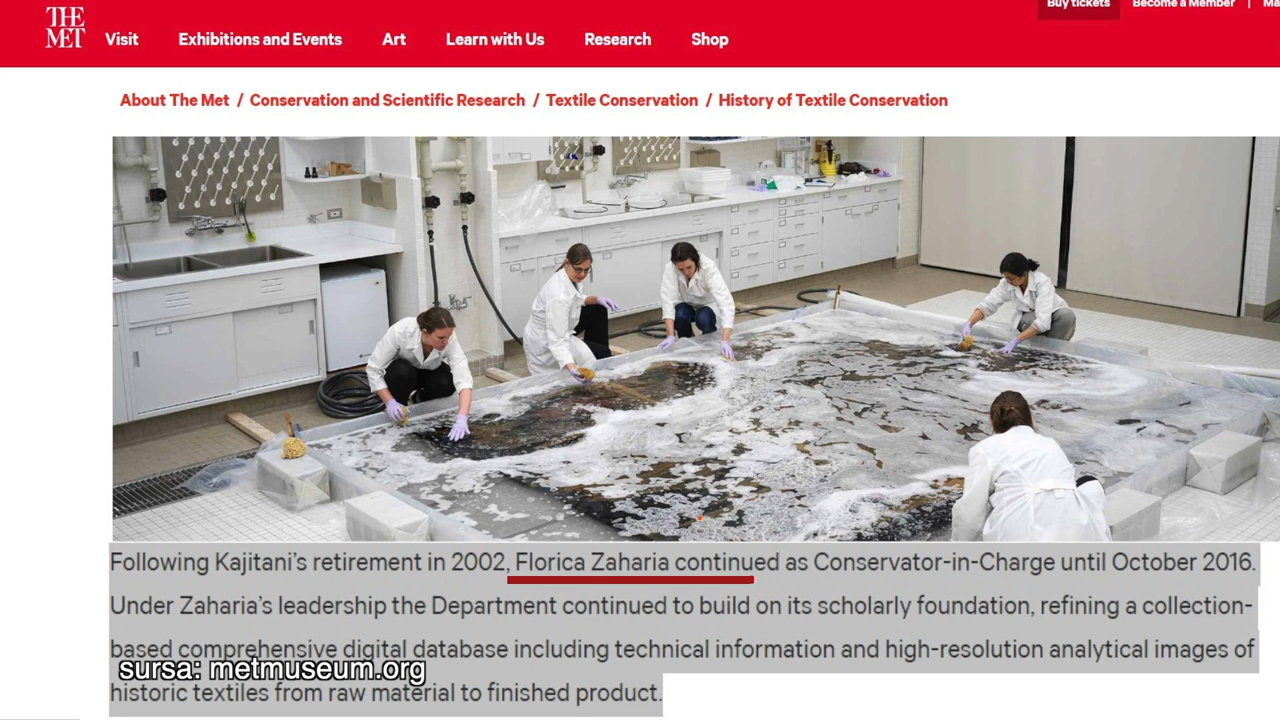 THE
MET
Buy tickets
Become a Member
|
Visit
Exhibitions and Events
Art
Learn with Us
Research
Shop
About The Met / Conservation and Scientific Research / Textile Conservation / History of Textile Conservation
Following Kajitani's retirement in 2002, Florica Zaharia continued as Conservator-in-Charge until October 2016.
Under Zaharia's leadership the Department continued to build on its scholarly foundation, refining a collection-
based comprehensive digital database including technical information and high-resolution analytical images of
sursa: metmuseum.org
historic textiles from raw material to finished product.